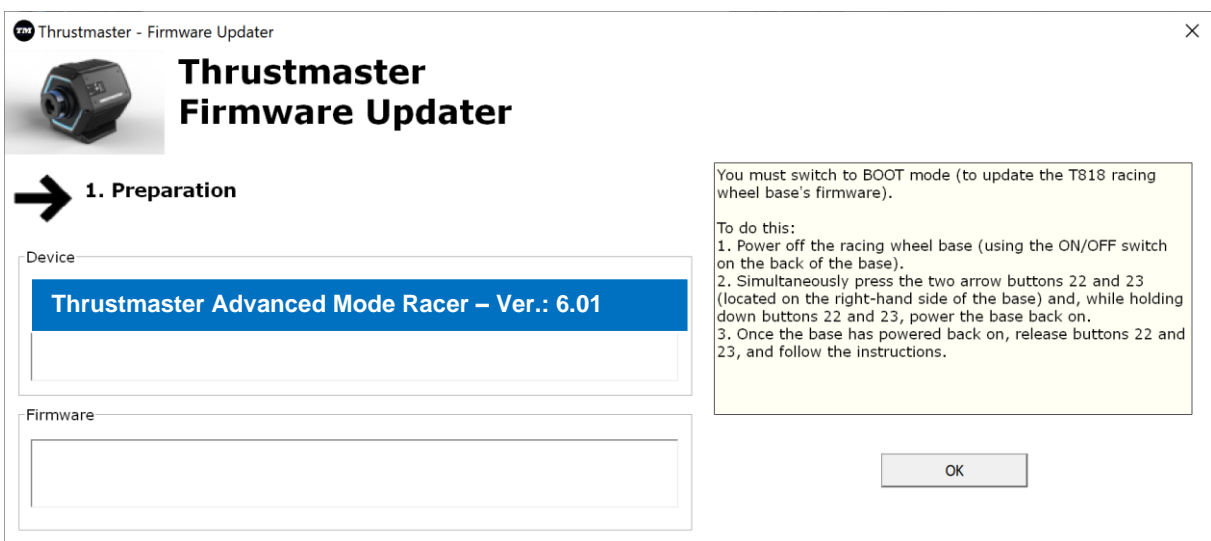 Thrustmaster - Firmware Updater
Thrustmaster
Firmware Updater
1. Preparation
Device
Thrustmaster Advanced Mode Racer – Ver.: 6.01
Firmware
You must switch to BOOT mode (to update the T818 racing
wheel base's firmware).
To do this:
1. Power off the racing wheel base (using the ON/OFF switch
on the back of the base).
2. Simultaneously press the two arrow buttons 22 and 23
(located on the right-hand side of the base) and, while holding
down buttons 22 and 23, power the base back on.
3. Once the base has powered back on, release buttons 22 and
23, and follow the instructions.
OK